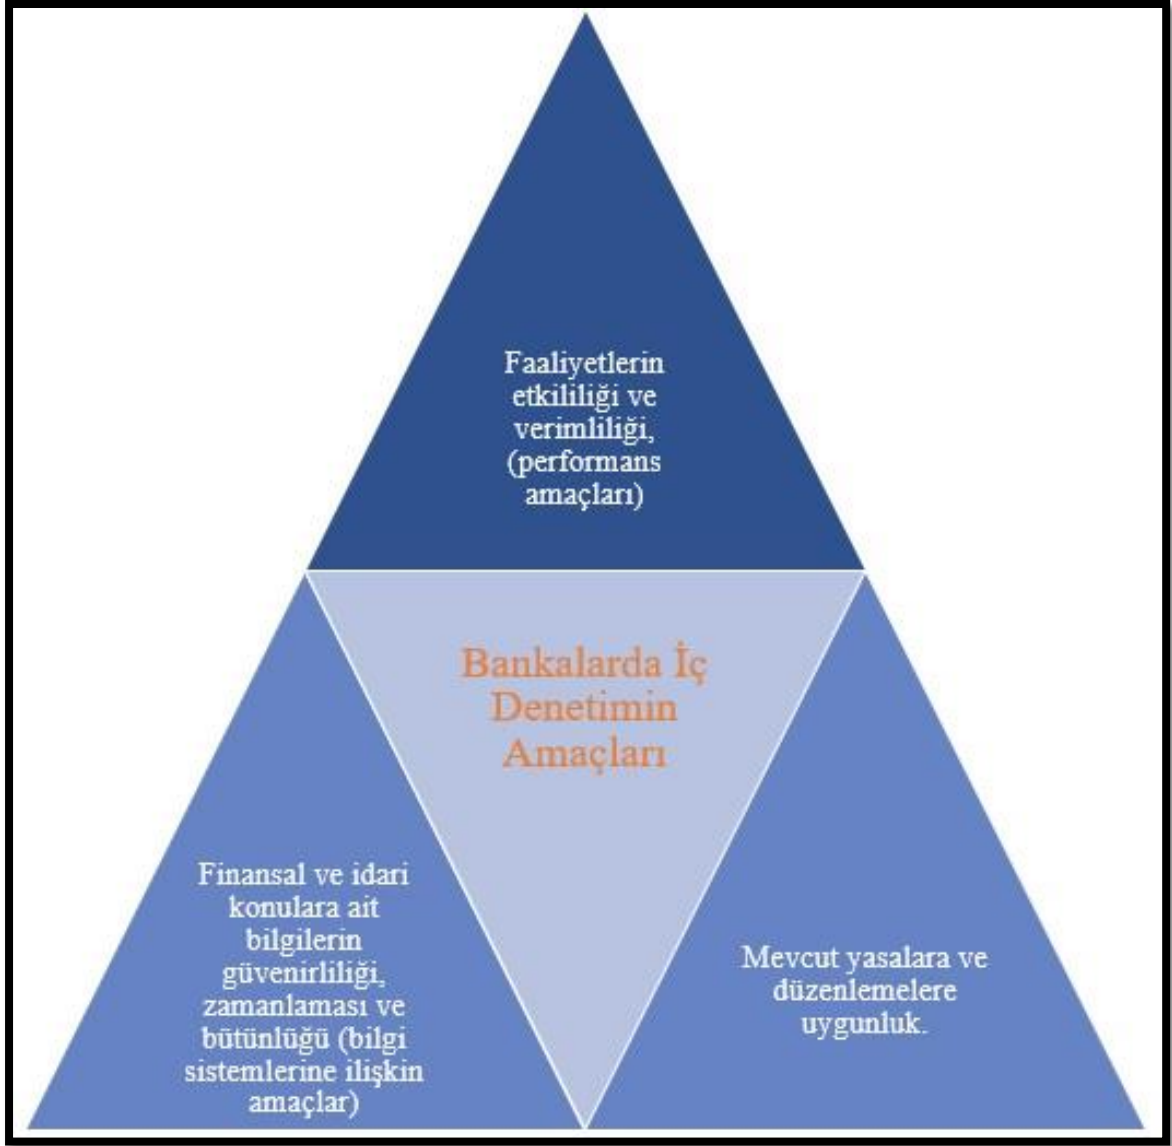 Faaliyetlerin
etkililiği ve
verimliliği,
(performans
amaçları)
Bankalarda İç
Denetimin
Amaçları
Finansal ve idari
konulara ait
bilgilerin
güvenirliliği,
zamanlaması ve
bütünlüğü (bilgi
sistemlerine ilişkin
amaçlar)
Mevcut yasalara ve
düzenlemelere
uygunluk.